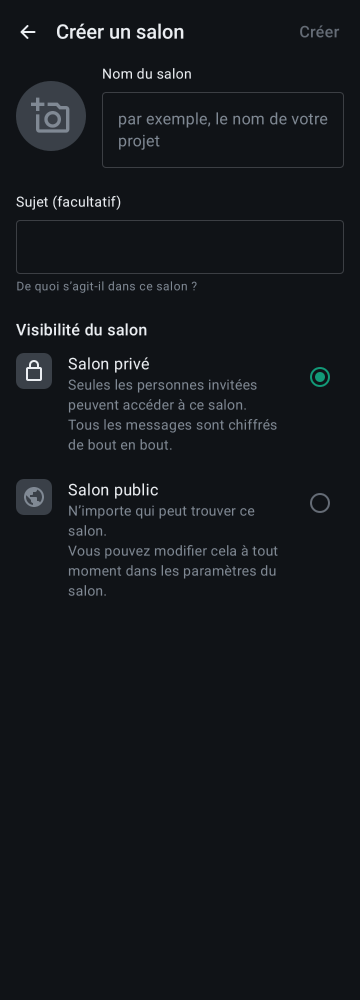 Créer un salon
Créer
Nom du salon
par exemple, le nom de votre
projet
Sujet (facultatif)
De quoi s’agit-il dans ce salon ?
Visibilité du salon
Salon privé
Seules les personnes invitées
peuvent accéder à ce salon.
Tous les messages sont chiffrés
de bout en bout.
Salon public
N’importe qui peut trouver ce
salon.
Vous pouvez modifier cela à tout
moment dans les paramètres du
salon.